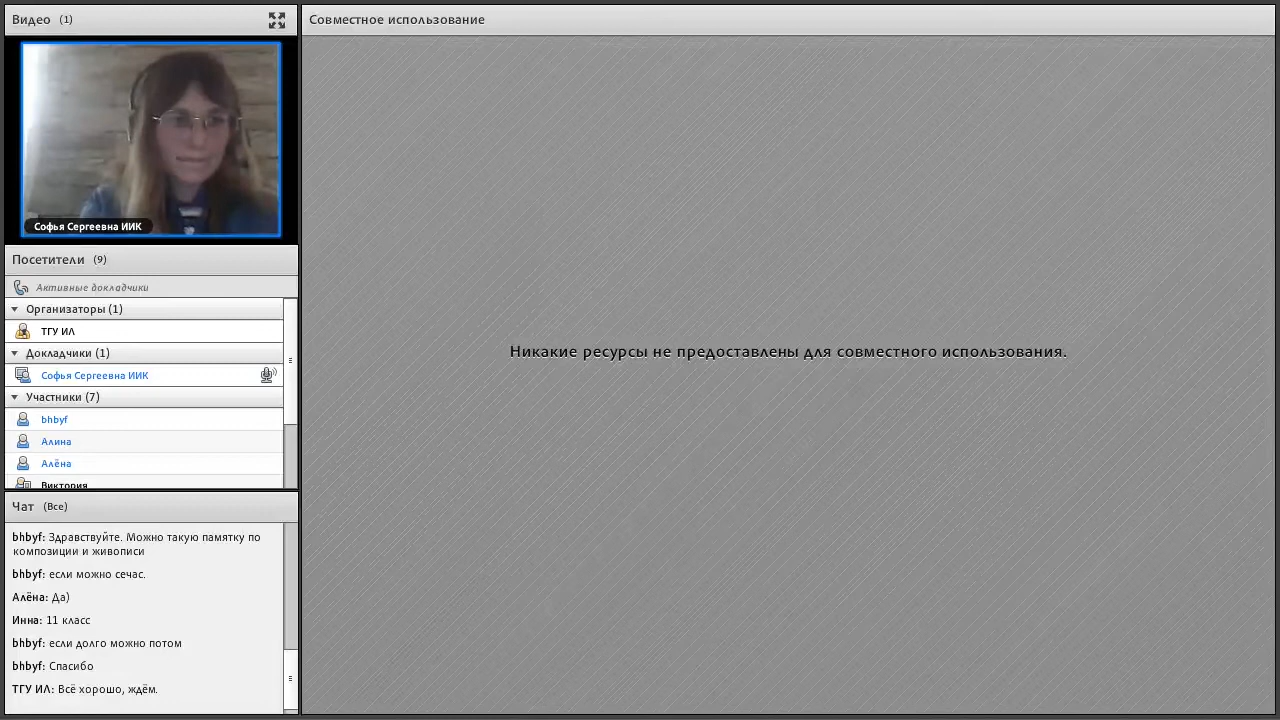 Видео (1)
Совместное использование
Софья Сергеевна ИИК
Посетители (9)
Активные докладчики
Организаторы (1)
ТГУ ИЛ
Докладчики (1)
Софья Сергеевна ИИК
Участники (7)
bhbyf
Алина
Алёна
Виктория
Никакие ресурсы не предоставлены для совместного использования.
Чат (Все)
bhbyf: Здравствуйте. Можно такую памятку по
композиции и живописи
bhbyf: если можно сечас.
Алёна: Да)
Инна: 11 класс
bhbyf: если долго можно потом
bhbyf: Спасибо
ТГУ ИЛ: Всё хорошо, ждём.